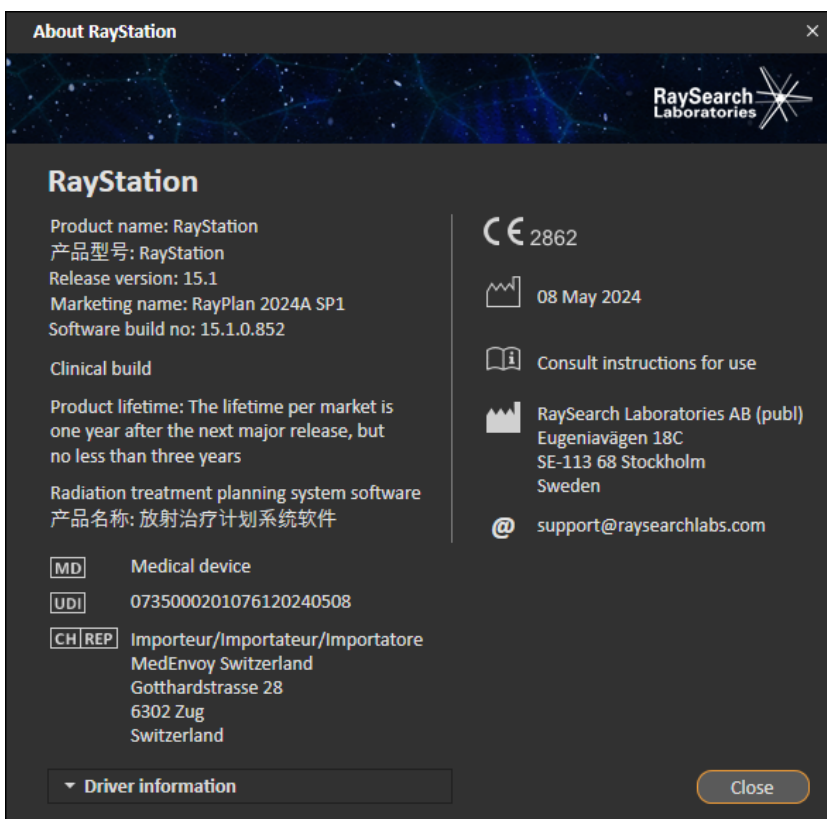 About RayStation
RaySearch
Laboratories
RayStation
Product name: RayStation
产品型号: RayStation
Release version: 15.1
Marketing name: RayPlan 2024A SP1
Software build no: 15.1.0.852
Clinical build
Product lifetime: The lifetime per market is
one year after the next major release, but
no less than three years
Radiation treatment planning system software
产品名称: 放射治疗计划系统软件
MD Medical device
UDI 0735000201076120240508
CH REP Importeur/Importateur/Importatore
MedEnvoy Switzerland
Gotthardstrasse 28
6302 Zug
Switzerland
CE 2862
08 May 2024
Consult instructions for use
RaySearch Laboratories AB (publ)
Eugeniavägen 18C
SE-113 68 Stockholm
Sweden
@ support@raysearchlabs.com
Driver information
Close